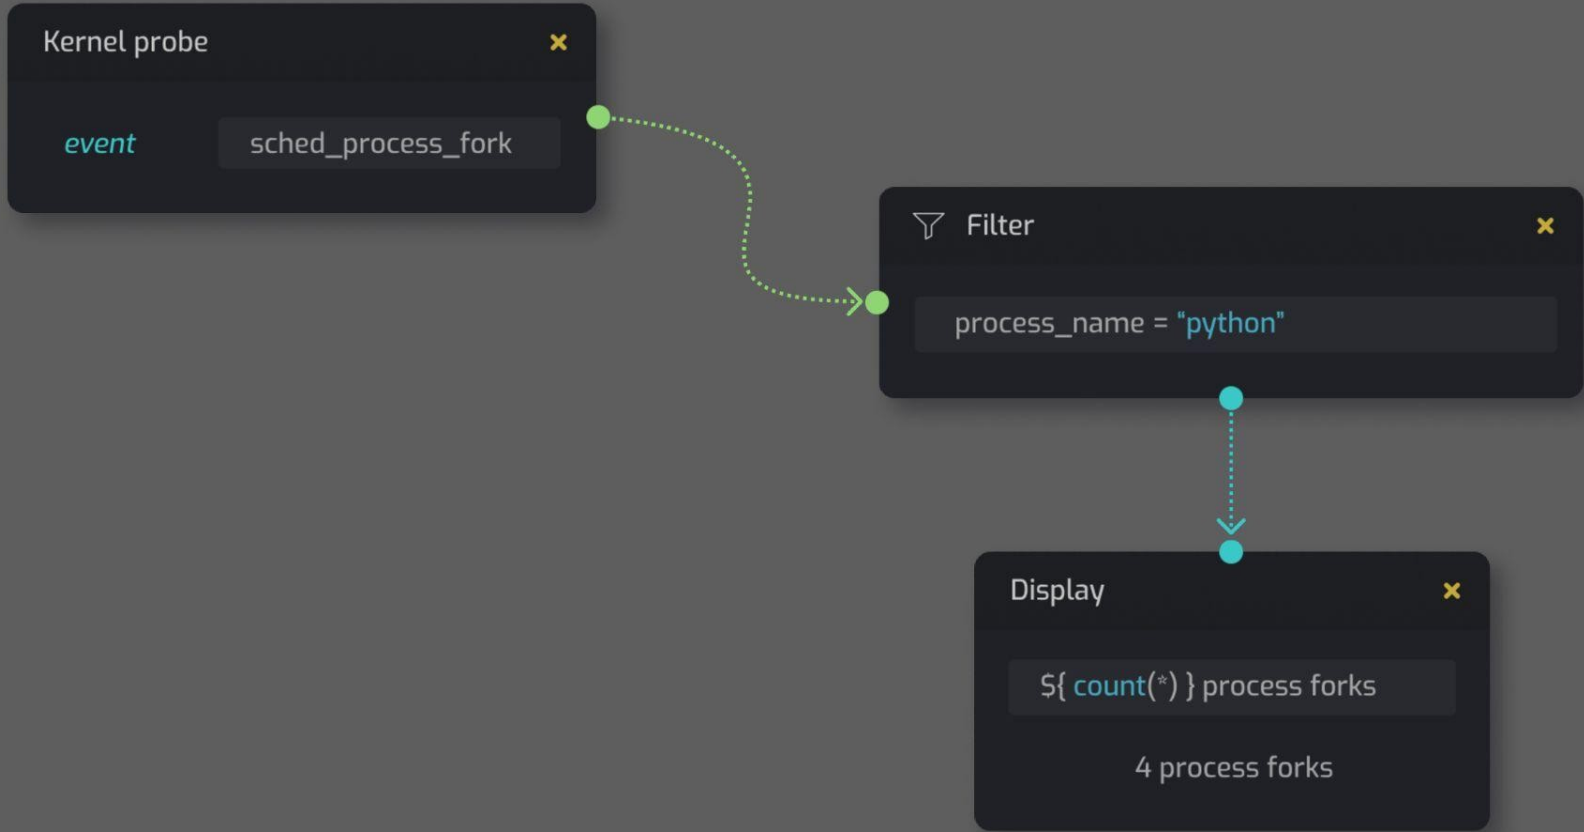 Kernel probe
event
sched_process_fork
Filter
process_name = “python”
Display
${ count(*) } process forks
4 process forks